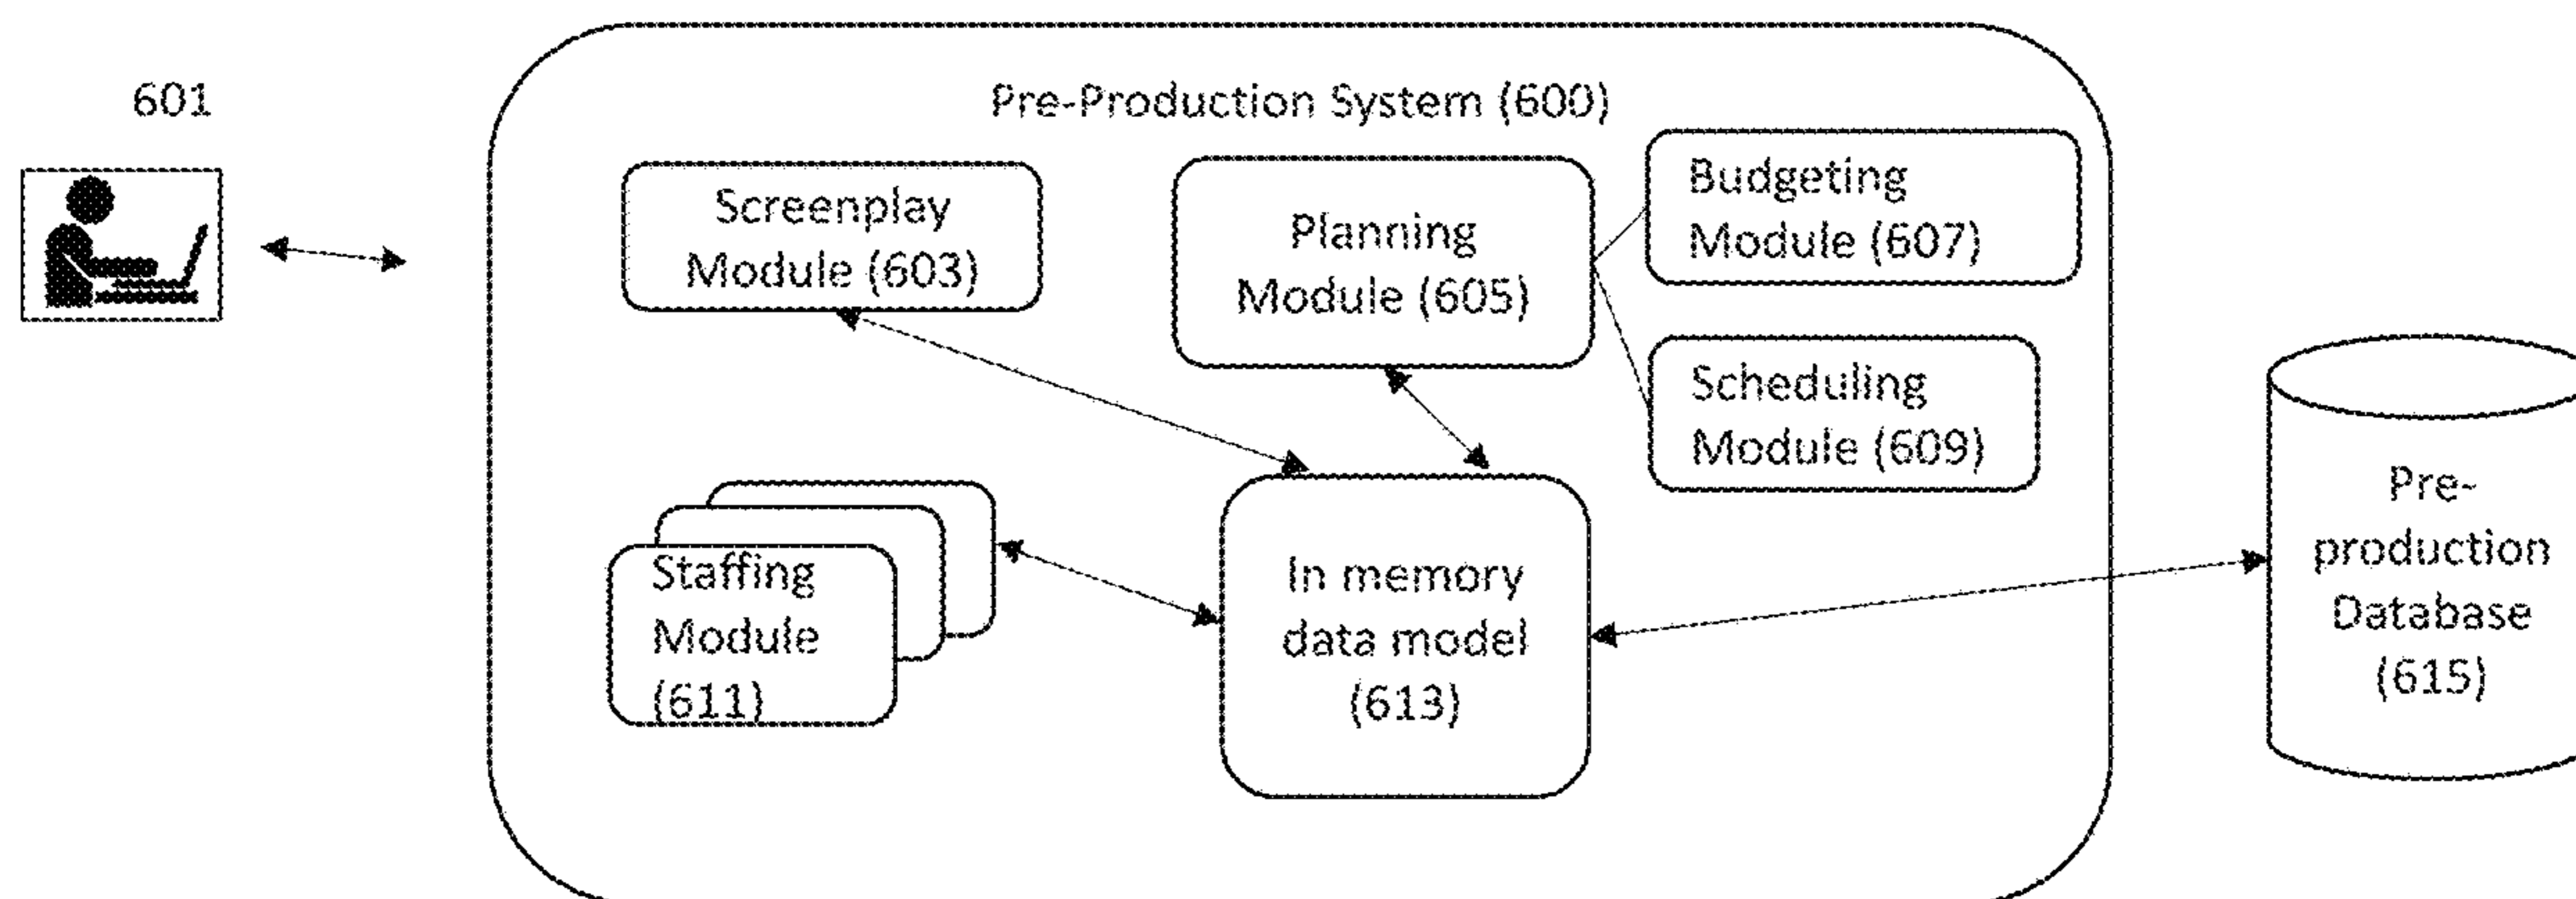 601
Pre-Production System (600)
Screenplay
Module (603)
Planning
Module (605)
Budgeting
Module (607)
Scheduling
Module (609)
Staffing
Module
(611)
In memory
data model
(613)
Pre-
production
Database
(615)